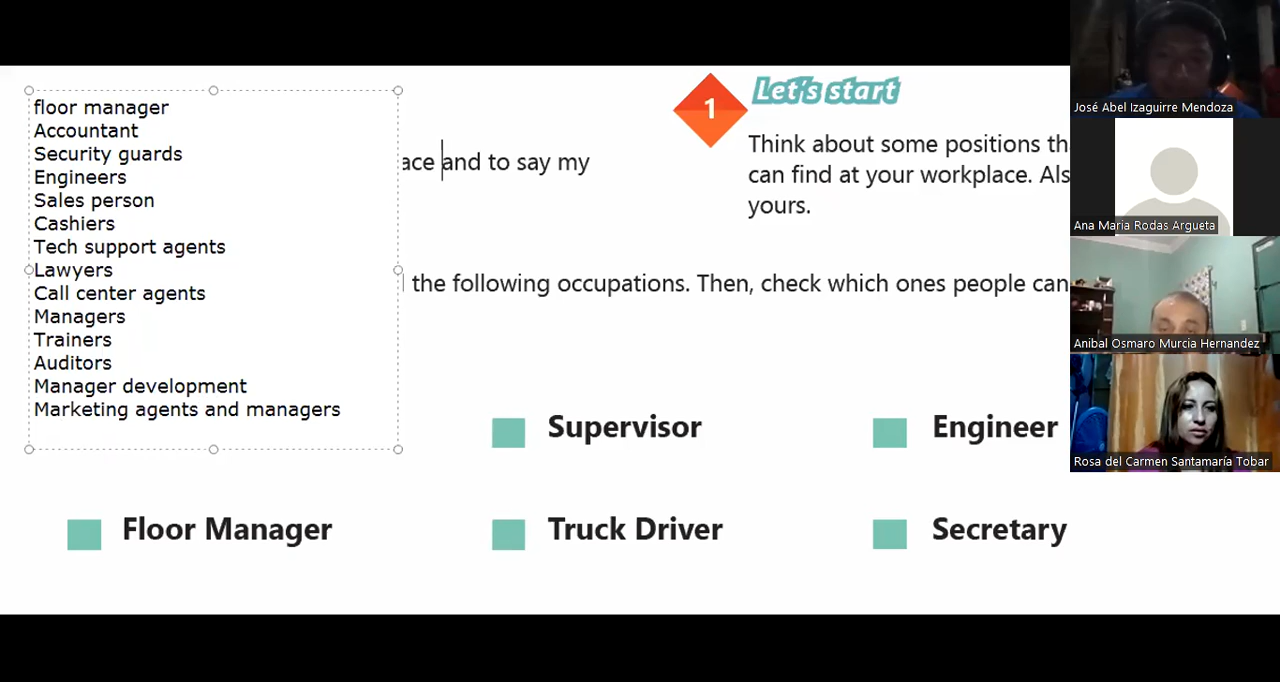 floor manager
Accountant
Security guards
Engineers
Sales person
Cashiers
Tech support agents
Lawyers
Call center agents
Managers
Trainers
Auditors
Manager development
Marketing agents and managers
and to say my
1
Let's start
Think about some positions
can find at your workplace.
yours.
the following occupations. Then, check which ones people can
Supervisor
Engineer
Floor Manager
Truck Driver
Secretary
José Abel Izaguirre Mendoza
Ana Maria Rodas Argueta
Anibal Osmaro Murcia Hernandez
Rosa del Carmen Santamaría Tobar